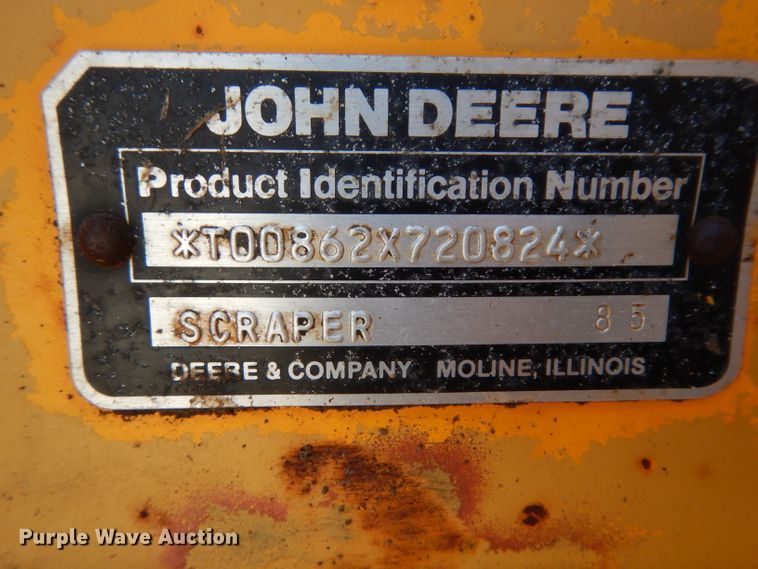 JOHN DEERE
Product Identification Number
*T00862X720824*
SCRAPER 85
DEERE & COMPANY MOLINE, ILLINOIS
Purple Wave Auction